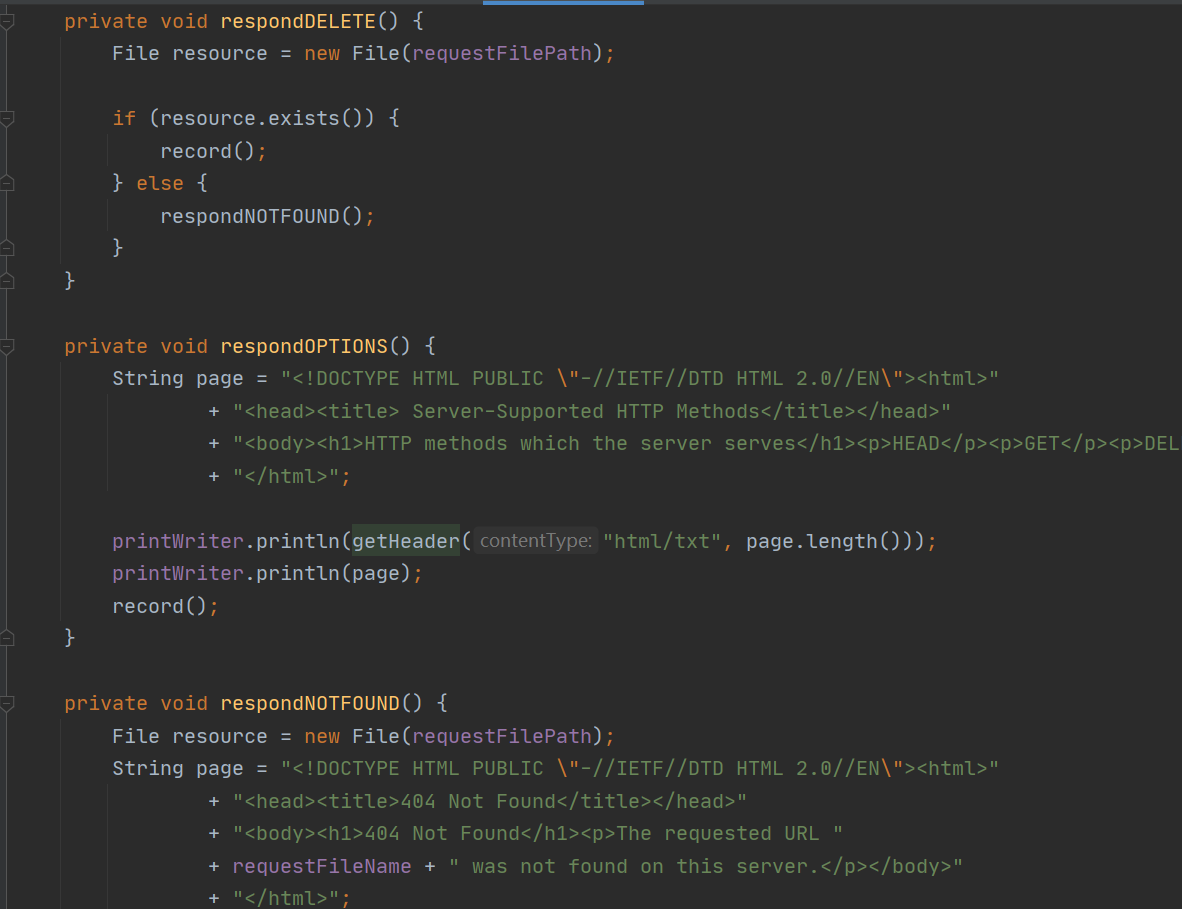 private void respondDELETE() {
File resource = new File(requestFilePath);
if (resource.exists()) {
record();
} else {
respondNOTFOUND();
}
}
private void respondOPTIONS() {
String page = "<!DOCTYPE HTML PUBLIC \"-//IETF//DTD HTML 2.0//EN\"><html>"
+ "<head><title> Server-Supported HTTP Methods</title></head>"
+ "<body><h1>HTTP methods which the server serves</h1><p>HEAD</p><p>GET</p><p>DEL
+ "</html>";
printWriter.println(getHeader( contentType: "html/txt", page.length()));
printWriter.println(page);
record();
}
private void respondNOTFOUND() {
File resource = new File(requestFilePath);
String page = "<!DOCTYPE HTML PUBLIC \"-//IETF//DTD HTML 2.0//EN\"><html>"
+ "<head><title>404 Not Found</title></head>"
+ "<body><h1>404 Not Found</h1><p>The requested URL "
+ requestFileName + " was not found on this server.</p></body>"
+ "</html>";